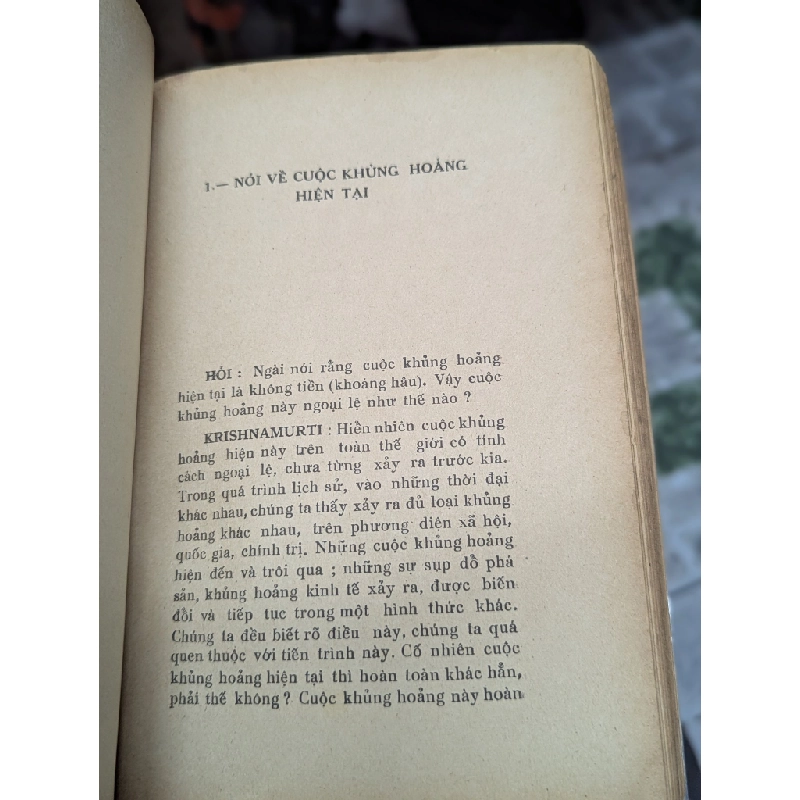 1.— NÓI VỀ CUỘC KHỦNG HOẢNG
HIỆN TẠI
HỎI : Ngài nói rằng cuộc khủng hoảng
hiện tại là không tiền (khoảng hậu). Vậy cuộc
khủng hoảng này ngoại lệ như thế nào ?
KRISHNAMURTI : Hiển nhiên cuộc khủng
hoảng hiện này trên toàn thế giới có tính
cách ngoại lệ, chưa từng xảy ra trước kia.
Trong quá trình lịch sử, vào những thời đại
khác nhau, chúng ta thấy xảy ra đủ loại khủng
hoảng khác nhau, trên phương diện xã hội,
quốc gia, chính trị. Những cuộc khủng hoảng
hiện đến và trôi qua ; những sự sụp đổ phá
sản, khủng hoảng kinh tế xảy ra, được biến
đổi và tiếp tục trong một hình thức khác.
Chúng ta đều biết rõ điều này, chúng ta quá
quen thuộc với tiến trình này. Cố nhiên cuộc
khủng hoảng hiện tại thì hoàn toàn khác hẳn,
phải thế không ? Cuộc khủng hoảng này hoàn